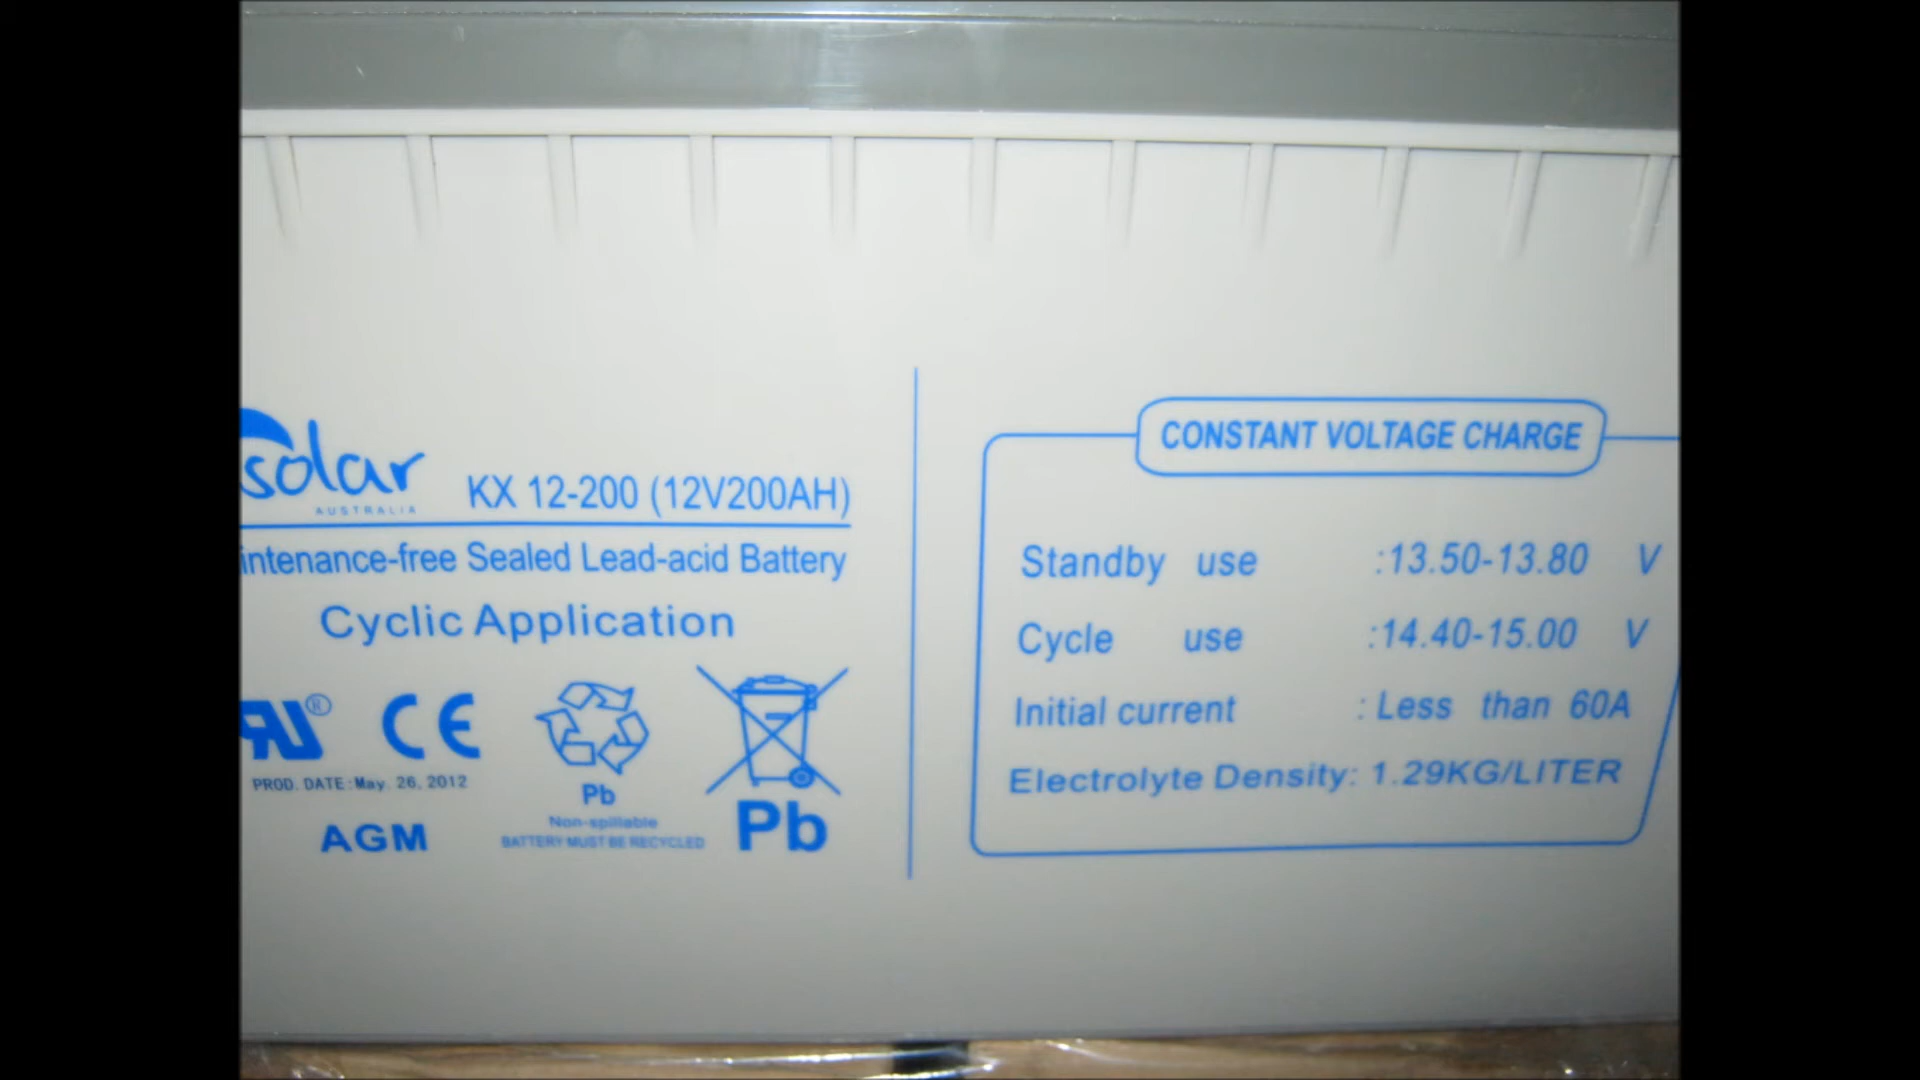 solar
AUSTRALIA
KX 12-200 (12V200AH)
intenance-free Sealed Lead-acid Battery
Cyclic Application
RU® CE
PROD. DATE:May. 26, 2012
AGM
Pb
Non-spillable
BATTERY MUST BE RECYCLED
Pb
CONSTANT VOLTAGE CHARGE
Standby use :13.50-13.80 V
Cycle use :14.40-15.00 V
Initial current : Less than 60A
Electrolyte Density: 1.29KG/LITER